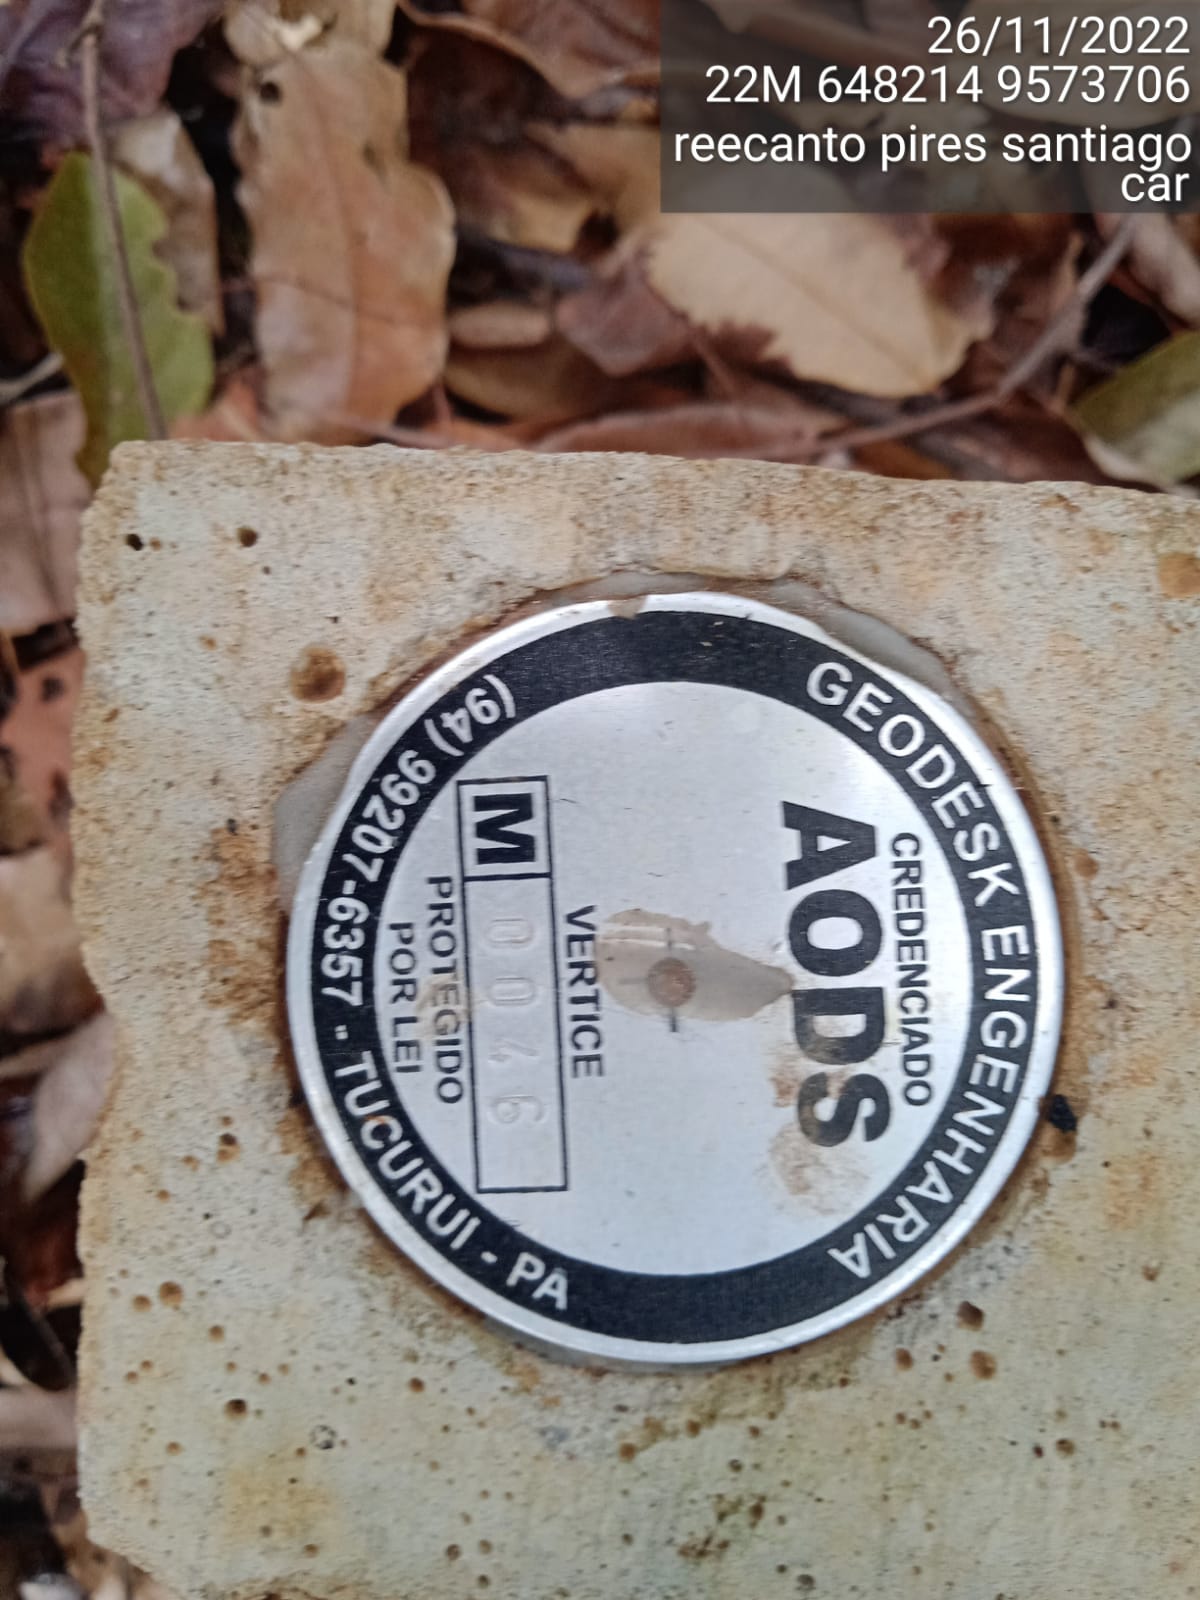 26/11/2022
22M 648214 9573706
reecanto pires santiago
car
GEODESK ENGENHARIA
CREDENCIADO
AODS
VERTICE
M 0046
PROTEGIDO
POR LEI
(94) 99207-6357 - TUCURUI - PA